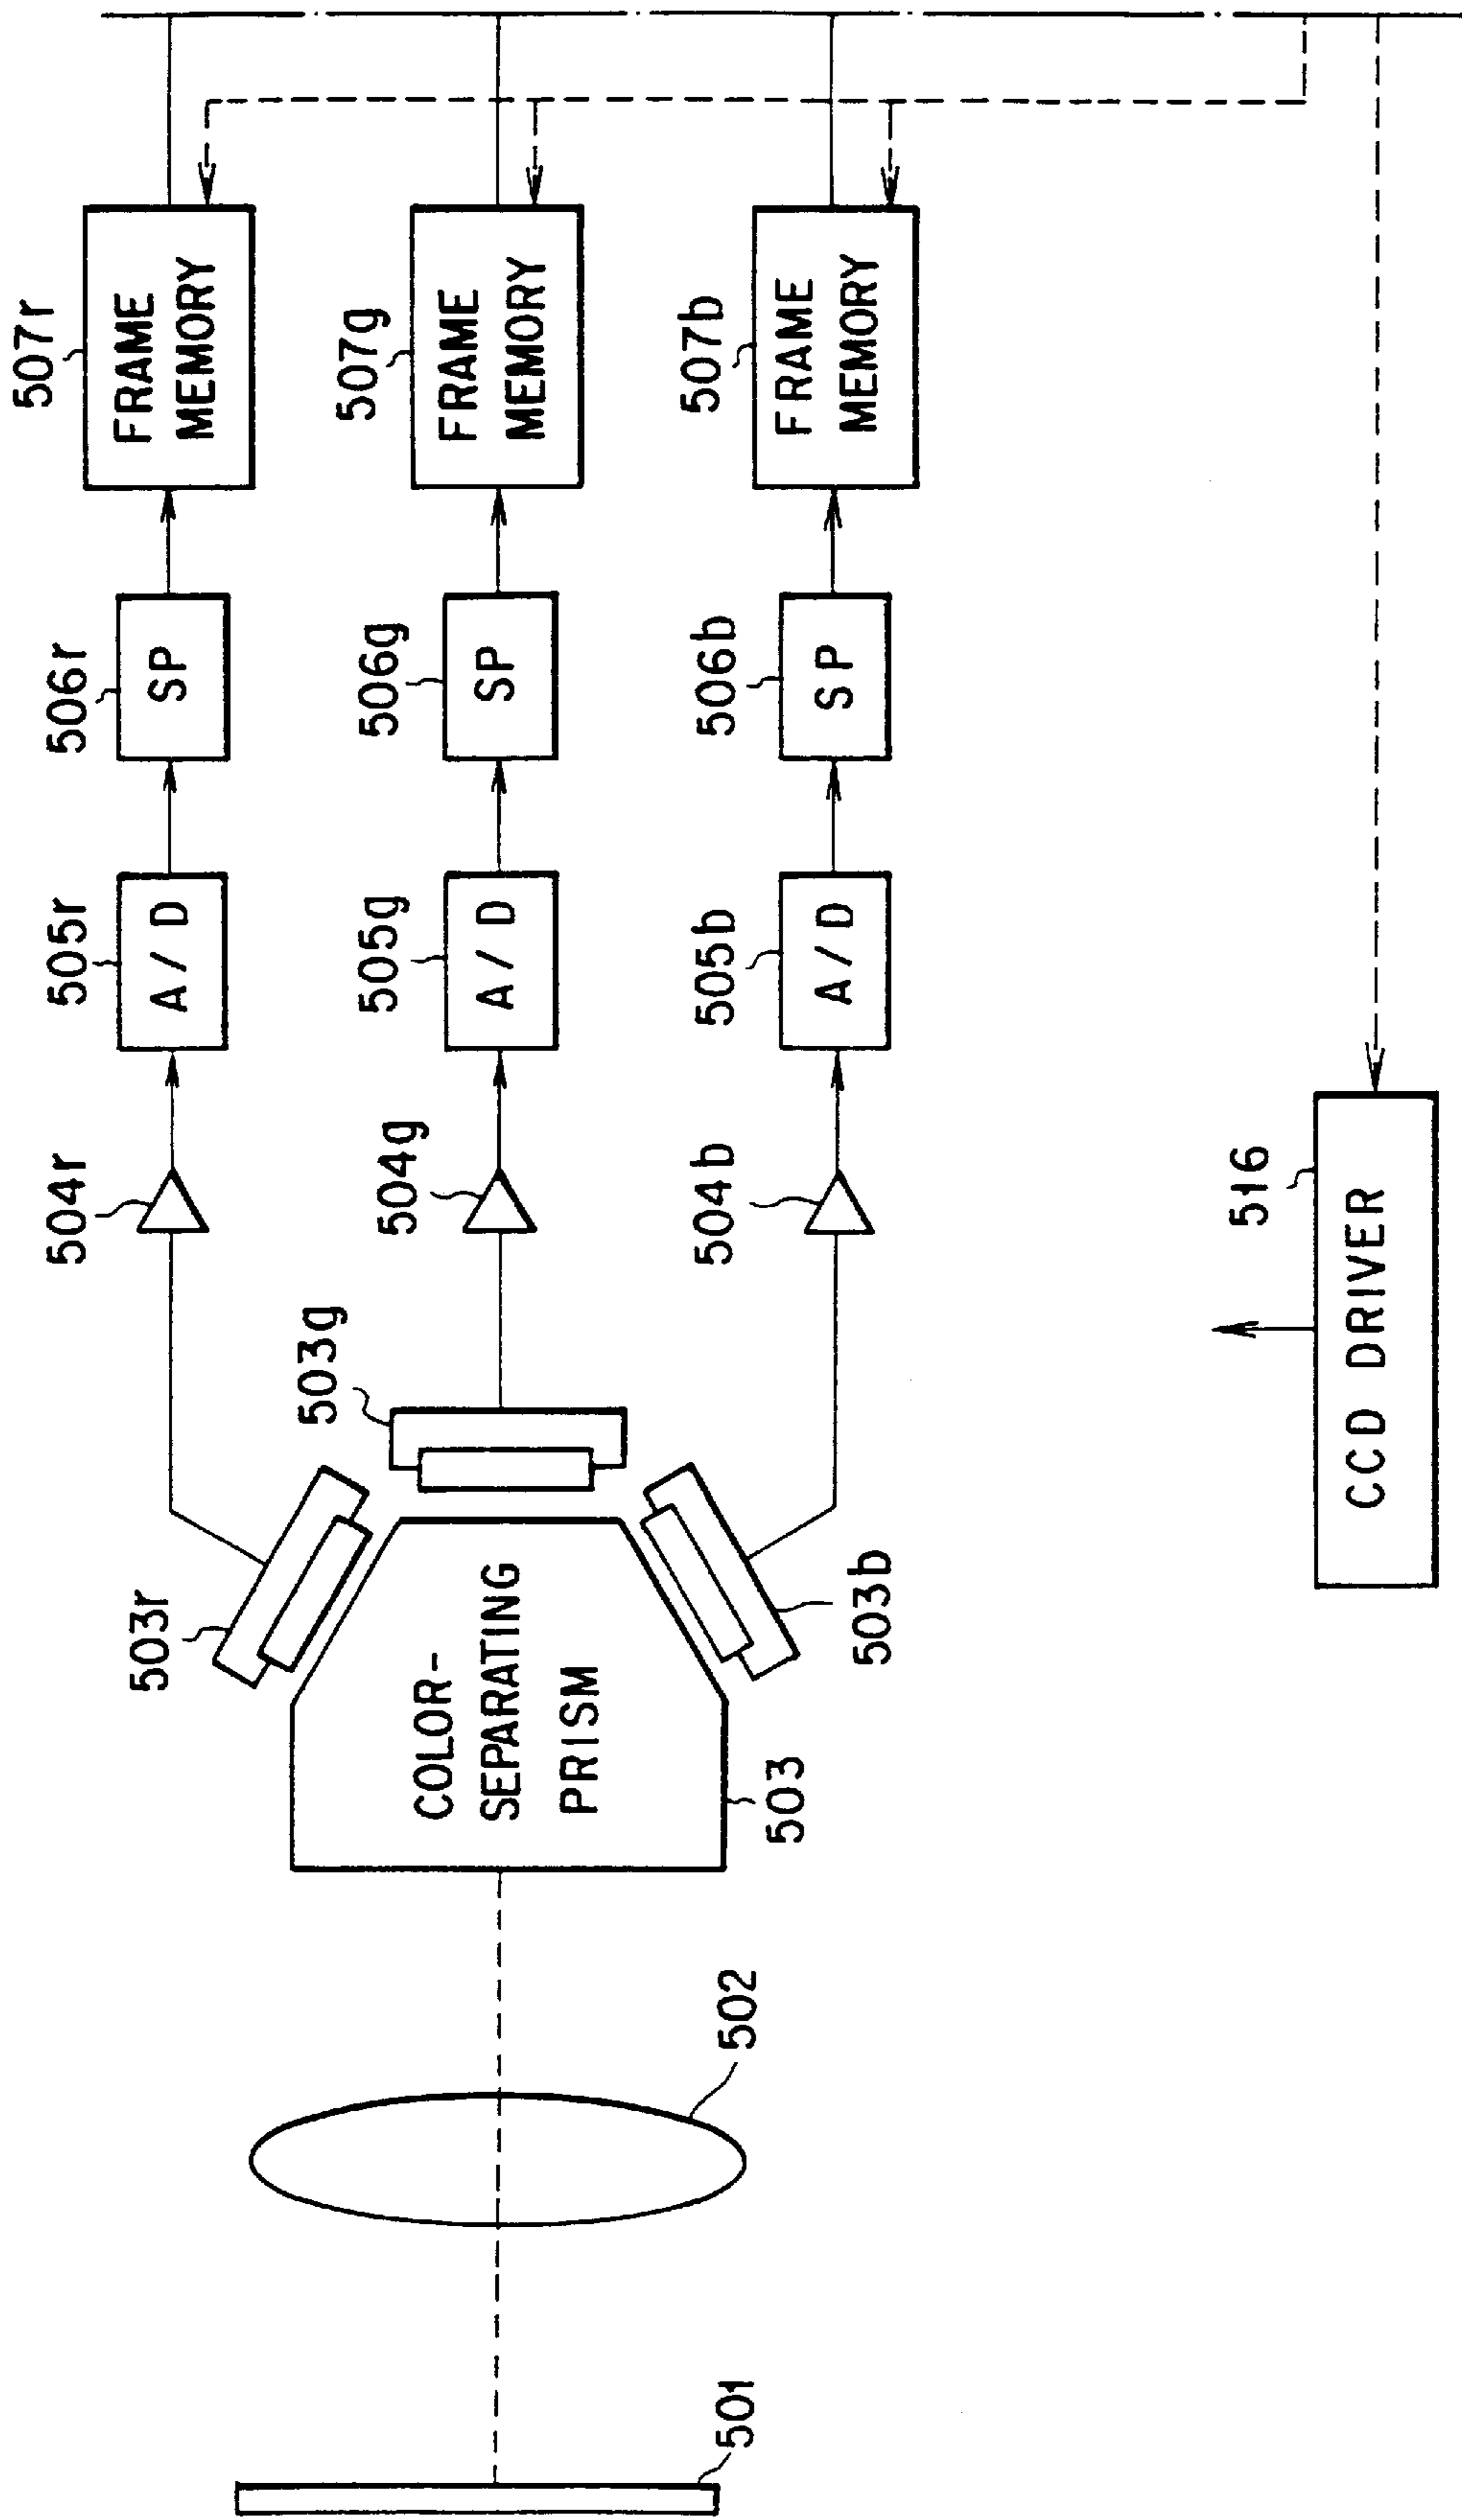 507r
FRAME
MEMORY
507g
FRAME
MEMORY
507b
FRAME
MEMORY
506r
SP
506g
SP
506b
SP
505r
A/D
505g
A/D
505b
A/D
504r
504g
504b
503r
503g
503b
COLOR-
SEPARATING
PRISM
503
502
501
516
CCD DRIVER